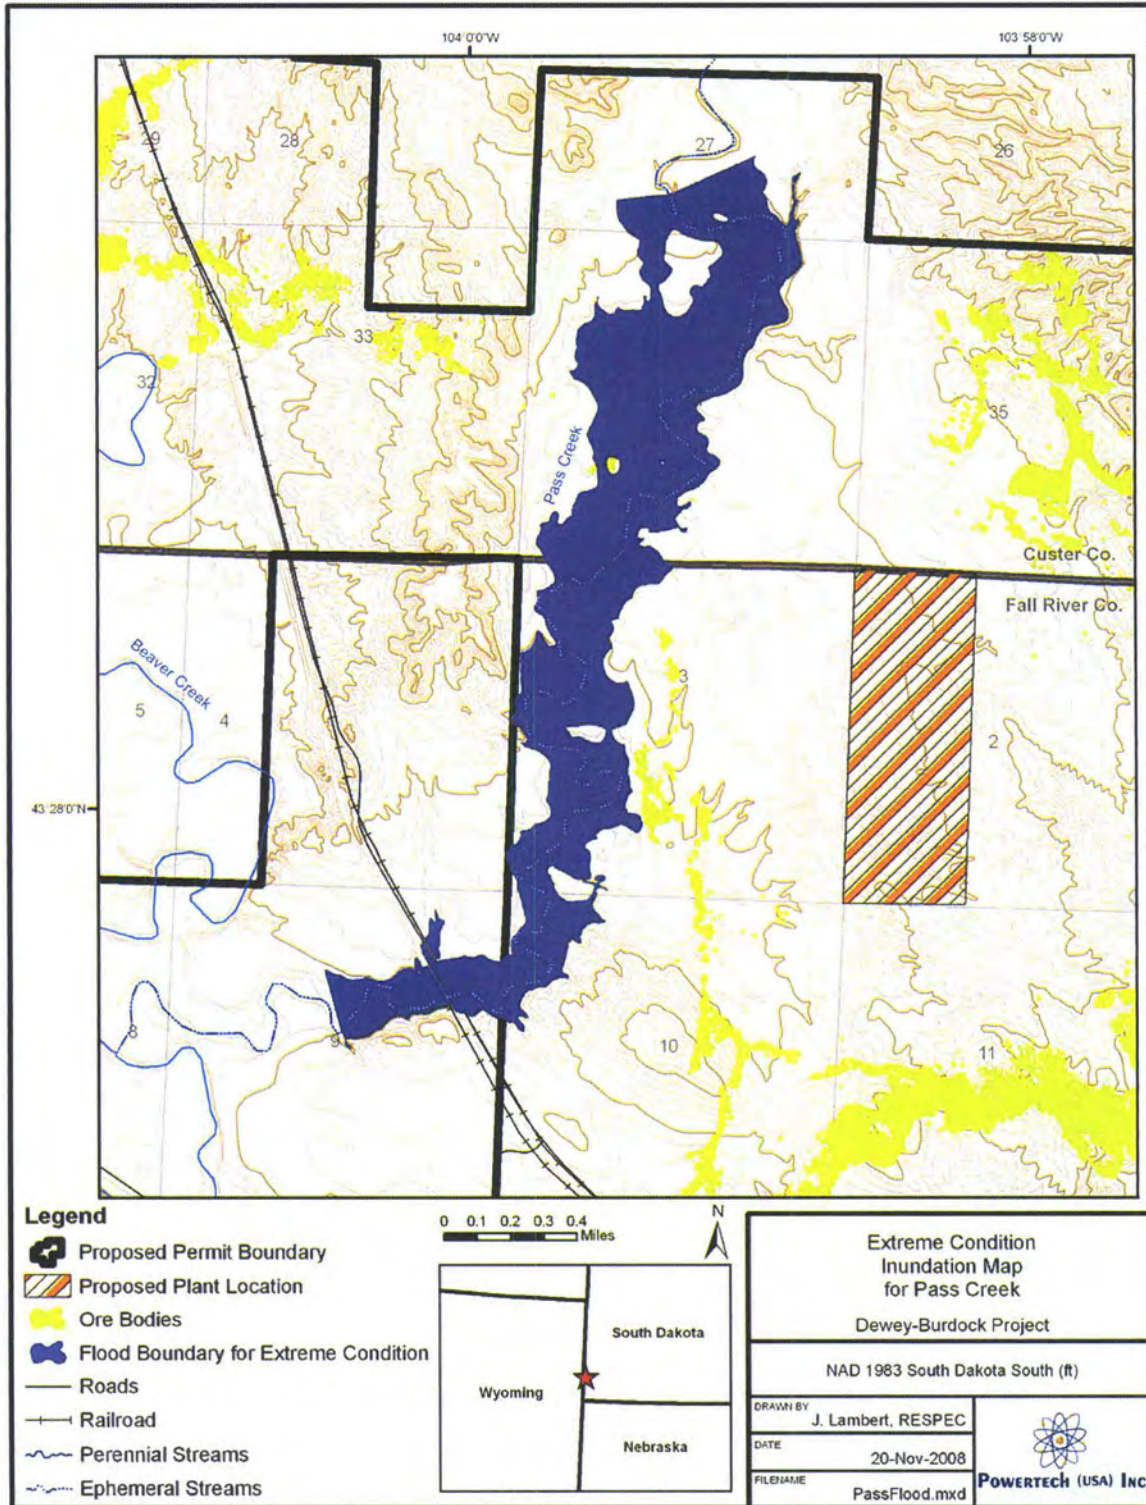 104 0'0"W
103 58'0"W
29
28
27
26
32
33
35
Pass Creek
Custer Co.
Fall River Co.
Beaver Creek
5
4
3
2
43 28'0"N
8
9
10
11
Legend
Proposed Permit Boundary
Proposed Plant Location
Ore Bodies
Flood Boundary for Extreme Condition
Roads
Railroad
Perennial Streams
Ephemeral Streams
0 0.1 0.2 0.3 0.4
Miles
N
South Dakota
Wyoming
Nebraska
Extreme Condition
Inundation Map
for Pass Creek
Dewey-Burdock Project
NAD 1983 South Dakota South (ft)
DRAWN BY
J. Lambert, RESPEC
DATE
20-Nov-2008
FILENAME
PassFlood.mxd
POWERTECH (USA) INC